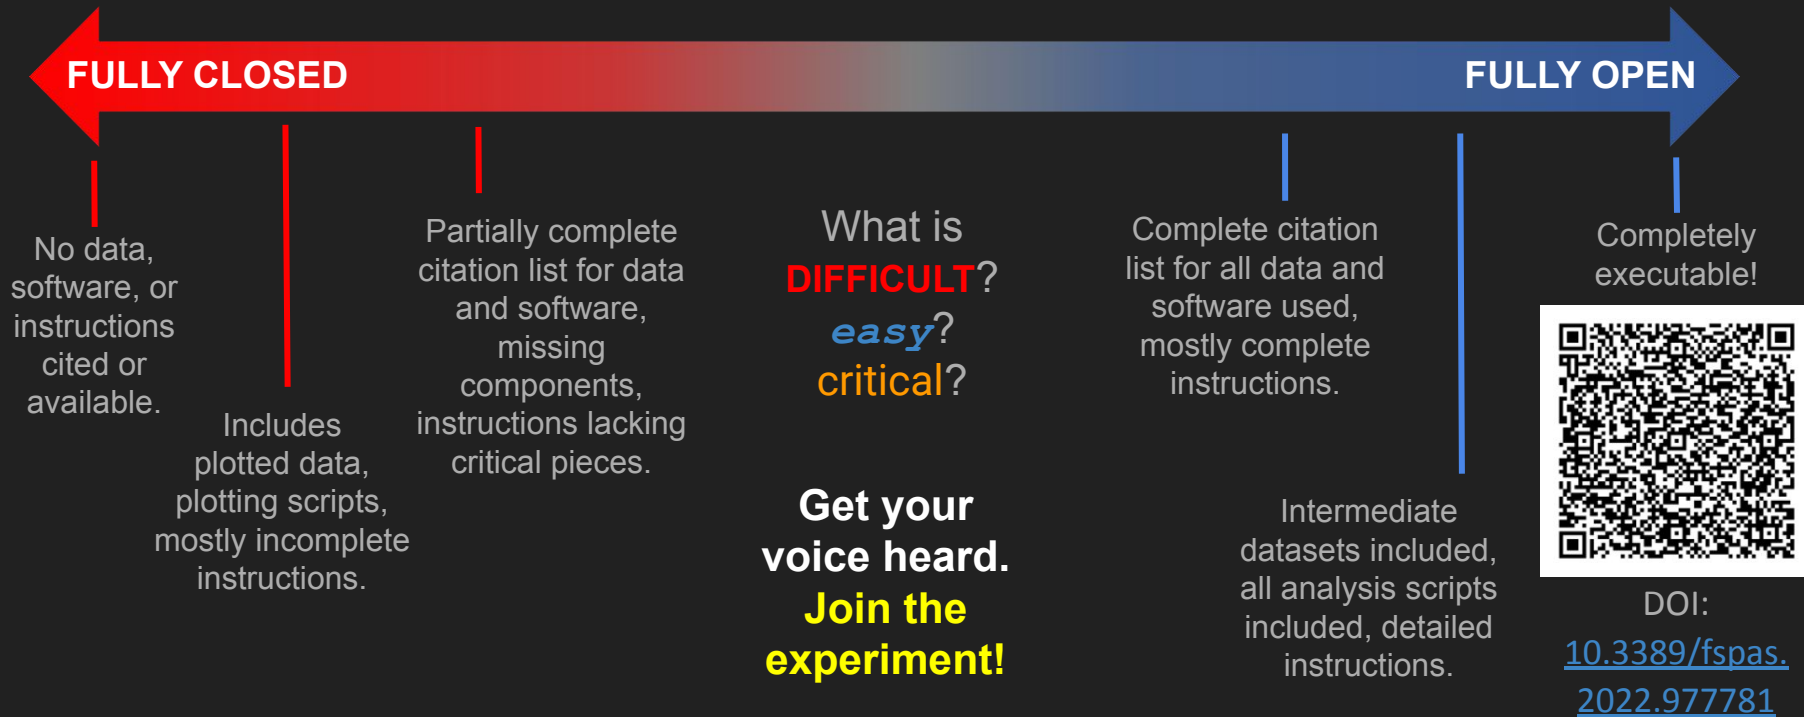 FULLY CLOSED
FULLY OPEN
No data,
software, or
instructions
cited or
available.
Includes
plotted data,
plotting scripts,
mostly incomplete
instructions.
Partially complete
citation list for data
and software,
missing
components,
instructions lacking
critical pieces.
What is
DIFFICULT?
easy?
critical?
Get your
voice heard.
Join the
experiment!
Complete citation
list for all data and
software used,
mostly complete
instructions.
Intermediate
datasets included,
all analysis scripts
included, detailed
instructions.
Completely
executable!
DOI:
10.3389/fspas.
2022.977781